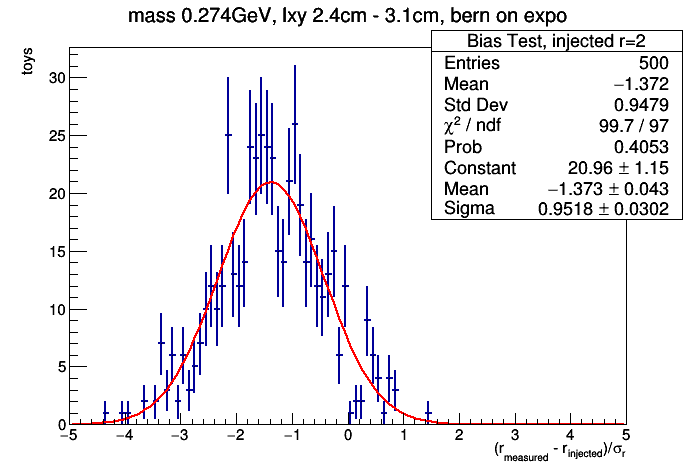 mass 0.274GeV, lxy 2.4cm - 3.1cm, bern on expo
toys
Bias Test, injected r=2
Entries 500
Mean −1.372
Std Dev 0.9479
χ² / ndf 99.7 / 97
Prob 0.4053
Constant 20.96 ± 1.15
Mean −1.373 ± 0.043
Sigma 0.9518 ± 0.0302
30
25
20
15
10
5
0
−5 −4 −3 −2 −1 0 1 2 3 4 5
(r_measured - r_injected)/σ_r